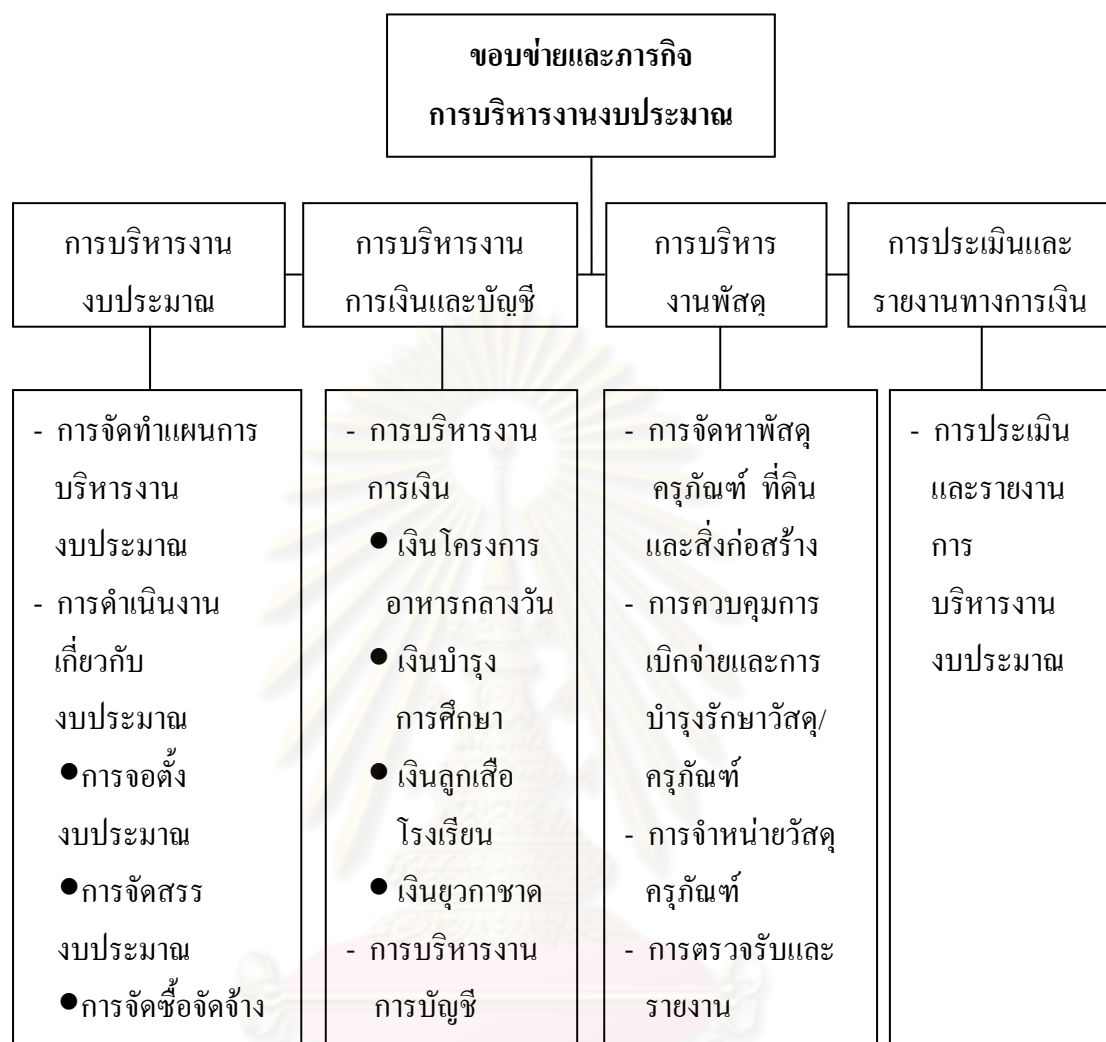 ขอบข่ายและภารกิจ
การบริหารงานงบประมาณ
การบริหารงาน
งบประมาณ
การบริหารงาน
การเงินและบัญชี
การบริหาร
งานพัสดุ
การประเมินและ
รายงานทางการเงิน
- การจัดทำแผนการ
บริหารงาน
งบประมาณ
- การดำเนินงาน
เกี่ยวกับ
งบประมาณ
●การจอตั้ง
งบประมาณ
●การจัดสรร
งบประมาณ
●การจัดซื้อจัดจ้าง
- การบริหารงาน
การเงิน
● เงินโครงการ
อาหารกลางวัน
● เงินบำรุง
การศึกษา
● เงินลูกเสือ
โรงเรียน
● เงินยุวกาชาด
- การบริหารงาน
การบัญชี
- การจัดหาพัสดุ
ครุภัณฑ์ ที่ดิน
และสิ่งก่อสร้าง
- การควบคุมการ
เบิกจ่ายและการ
บำรุงรักษาวัสดุ/
ครุภัณฑ์
- การจำหน่ายวัสดุ
ครุภัณฑ์
- การตรวจรับและ
รายงาน
- การประเมิน
และรายงาน
การ
บริหารงาน
งบประมาณ